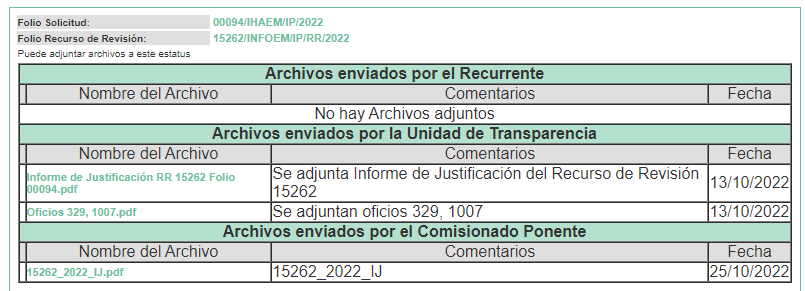 Folio Solicitud: 00094/IHAEM/IP/2022
Folio Recurso de Revisión: 15262/INFOEM/IP/RR/2022
Puede adjuntar archivos a este estatus
Archivos enviados por el Recurrente
Nombre del Archivo Comentarios Fecha
No hay Archivos adjuntos
Archivos enviados por la Unidad de Transparencia
Nombre del Archivo Comentarios Fecha
Informe de Justificación RR 15262 Folio
00094.pdf
Se adjunta Informe de Justificación del Recurso de Revisión
15262
13/10/2022
Oficios 329, 1007.pdf Se adjuntan oficios 329, 1007 13/10/2022
Archivos enviados por el Comisionado Ponente
Nombre del Archivo Comentarios Fecha
15262_2022_IJ.pdf 15262_2022_IJ 25/10/2022